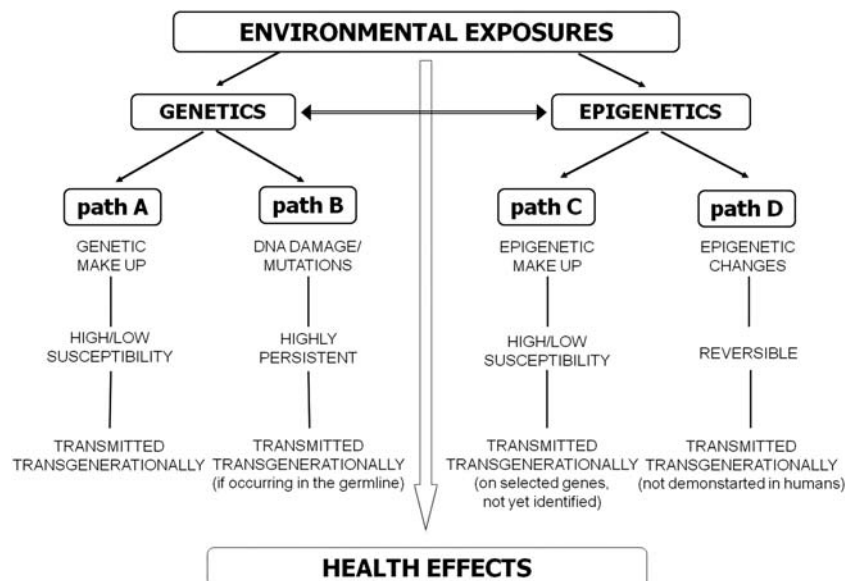 ENVIRONMENTAL EXPOSURES
GENETICS
EPIGENETICS
path A
path B
path C
path D
GENETIC
MAKE UP
DNA DAMAGE/
MUTATIONS
EPIGENETIC
MAKE UP
EPIGENETIC
CHANGES
HIGH/LOW
SUSCEPTIBILITY
HIGHLY
PERSISTENT
HIGH/LOW
SUSCEPTIBILITY
REVERSIBLE
TRANSMITTED
TRANSGENERATIONALLY
TRANSMITTED
TRANSGENERATIONALLY
(if occurring in the germline)
TRANSMITTED
TRANSGENERATIONALLY
(on selected genes,
not yet identified)
TRANSMITTED
TRANSGENERATIONALLY
(not demonstarted in humans)
HEALTH EFFECTS